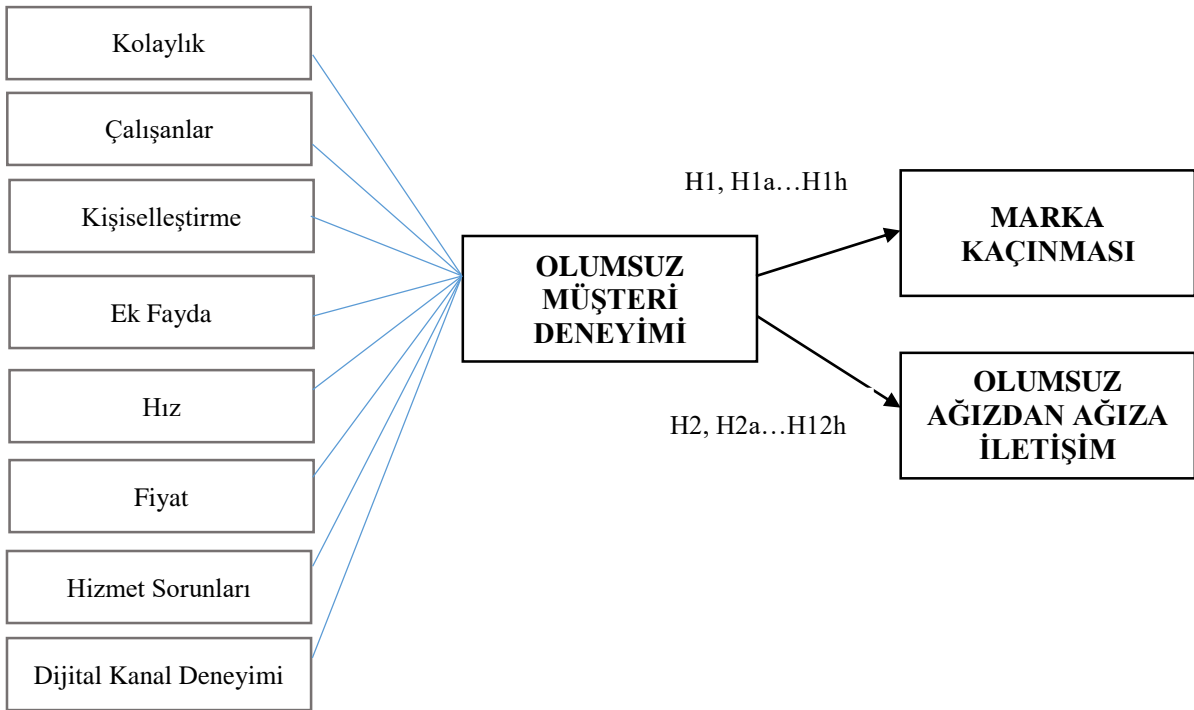 Kolaylık
Çalışanlar
Kişiselleştirme
Ek Fayda
Hız
Fiyat
Hizmet Sorunları
Dijital Kanal Deneyimi
OLUMSUZ
MÜŞTERİ
DENEYİMİ
H1, H1a…H1h
H2, H2a…H12h
MARKA
KAÇINMASI
OLUMSUZ
AĞIZDAN AĞIZA
İLETİŞİM